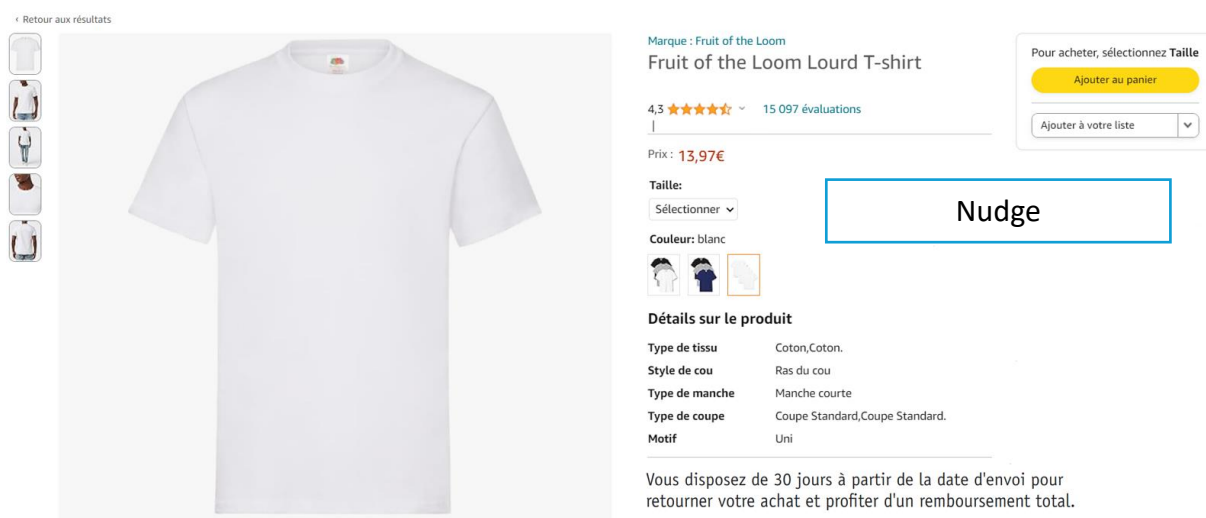 ‹ Retour aux résultats
Marque : Fruit of the Loom
Fruit of the Loom Lourd T-shirt
4,3
15 097 évaluations
|
Prix : 13,97€
Taille:
Sélectionner
Couleur: blanc
Détails sur le produit
Type de tissu Coton,Coton.
Style de cou Ras du cou
Type de manche Manche courte
Type de coupe Coupe Standard,Coupe Standard.
Motif Uni
Vous disposez de 30 jours à partir de la date d'envoi pour
retourner votre achat et profiter d'un remboursement total.
Nudge
Pour acheter, sélectionnez Taille
Ajouter au panier
Ajouter à votre liste